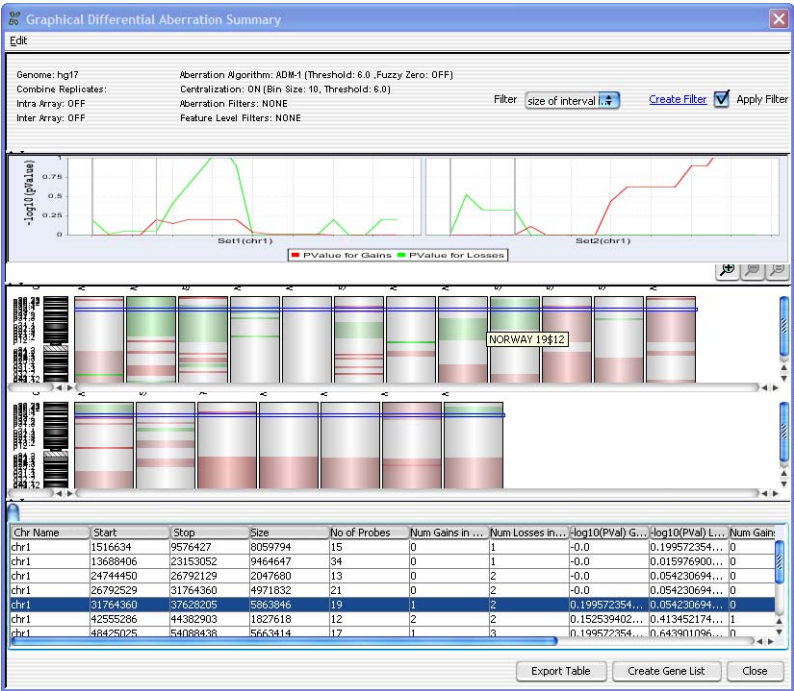 Graphical Differential Aberration Summary
Edit
Genome: hg17 Aberration Algorithm: ADM-1 (Threshold: 6.0 ,Fuzzy Zero: OFF)
Combine Replicates: Centralization: ON (Bin Size: 10, Threshold: 6.0)
Intra Array: OFF Aberration Filters: NONE
Inter Array: OFF Feature Level Filters: NONE
Filter size of interval i. Create Filter Apply Filter
-log10(pValue)
1
0.75
0.5
0.25
0
Set1(chr1) Set2(chr1)
PValue for Gains PValue for Losses
NORWAY 19$12
Chr Name Start Stop Size No of Probes Num Gains in ... Num Losses in... -log10(PVal) G... -log10(PVal) L... Num Gain
chr1 1516634 9576427 8059794 15 0 1 -0.0 0.199572354... 0
chr1 13688406 23153052 9464647 34 0 1 -0.0 0.015976900... 0
chr1 24744450 26792129 2047680 13 0 2 -0.0 0.054230694... 0
chr1 26792529 31764360 4971832 21 0 2 -0.0 0.054230694... 0
chr1 31764360 37628205 5863846 19 1 2 0.199572354... 0.054230694... 0
chr1 42555286 44382903 1827618 12 2 2 0.152539402... 0.413452174... 1
chr1 48425025 54088438 5663414 17 1 3 0.199572354... 0.643901096... 0
Export Table Create Gene List Close